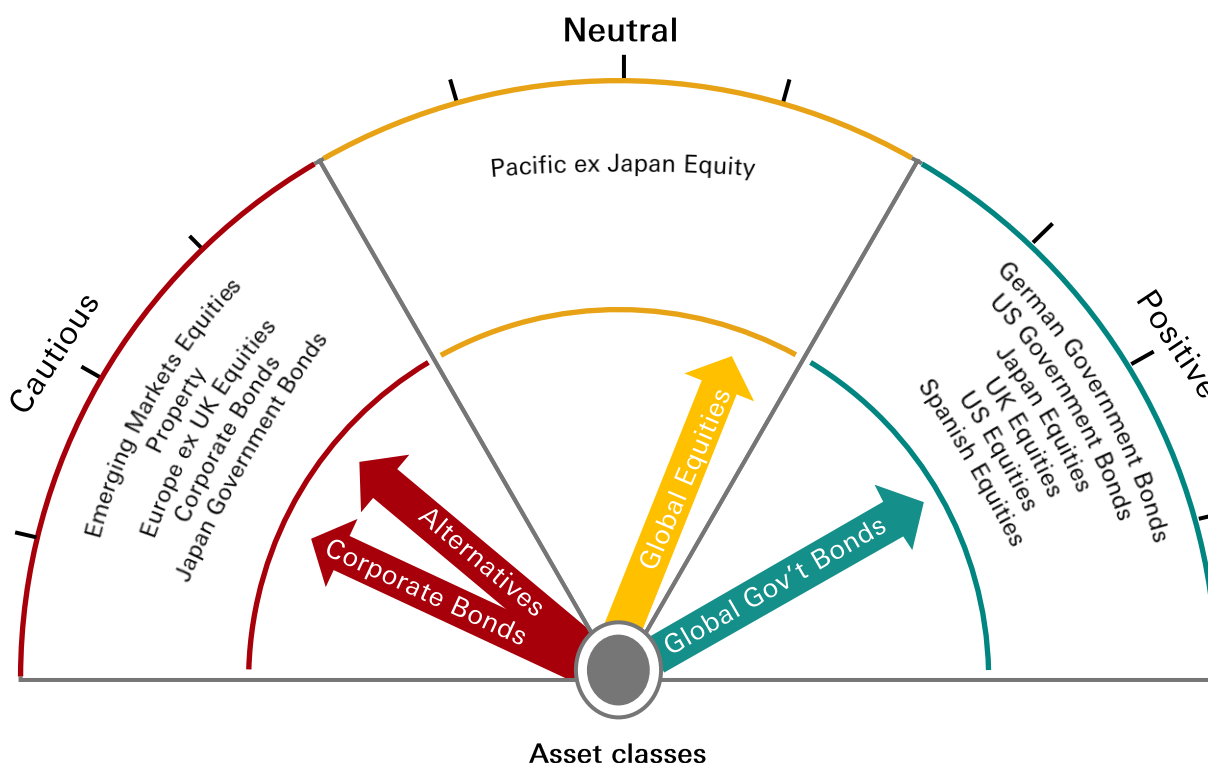 Neutral
Pacific ex Japan Equity
Cautious
Emerging Markets Equities
Property
Europe ex UK Equities
Corporate Bonds
Japan Government Bonds
Positive
German Government Bonds
US Government Bonds
Japan Equities
UK Equities
US Equities
Spanish Equities
Alternatives
Corporate Bonds
Global Equities
Global Gov’t Bonds
Asset classes